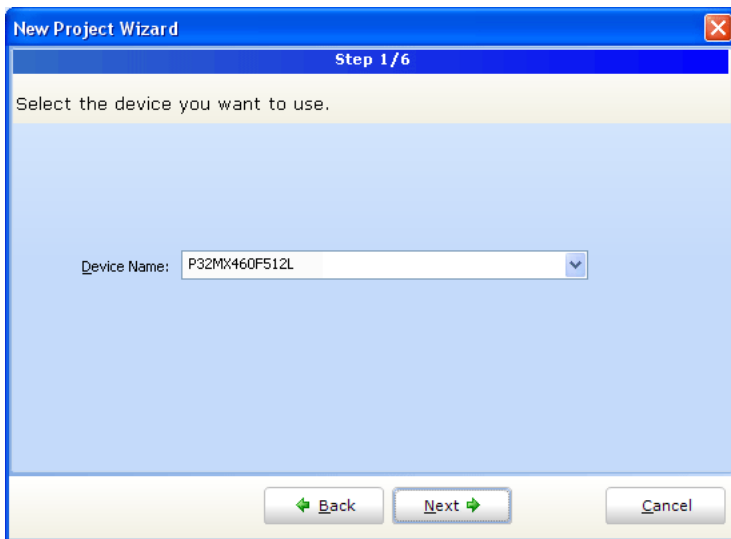 New Project Wizard
Step 1/6
Select the device you want to use.
Device Name: P32MX460F512L
Back Next Cancel